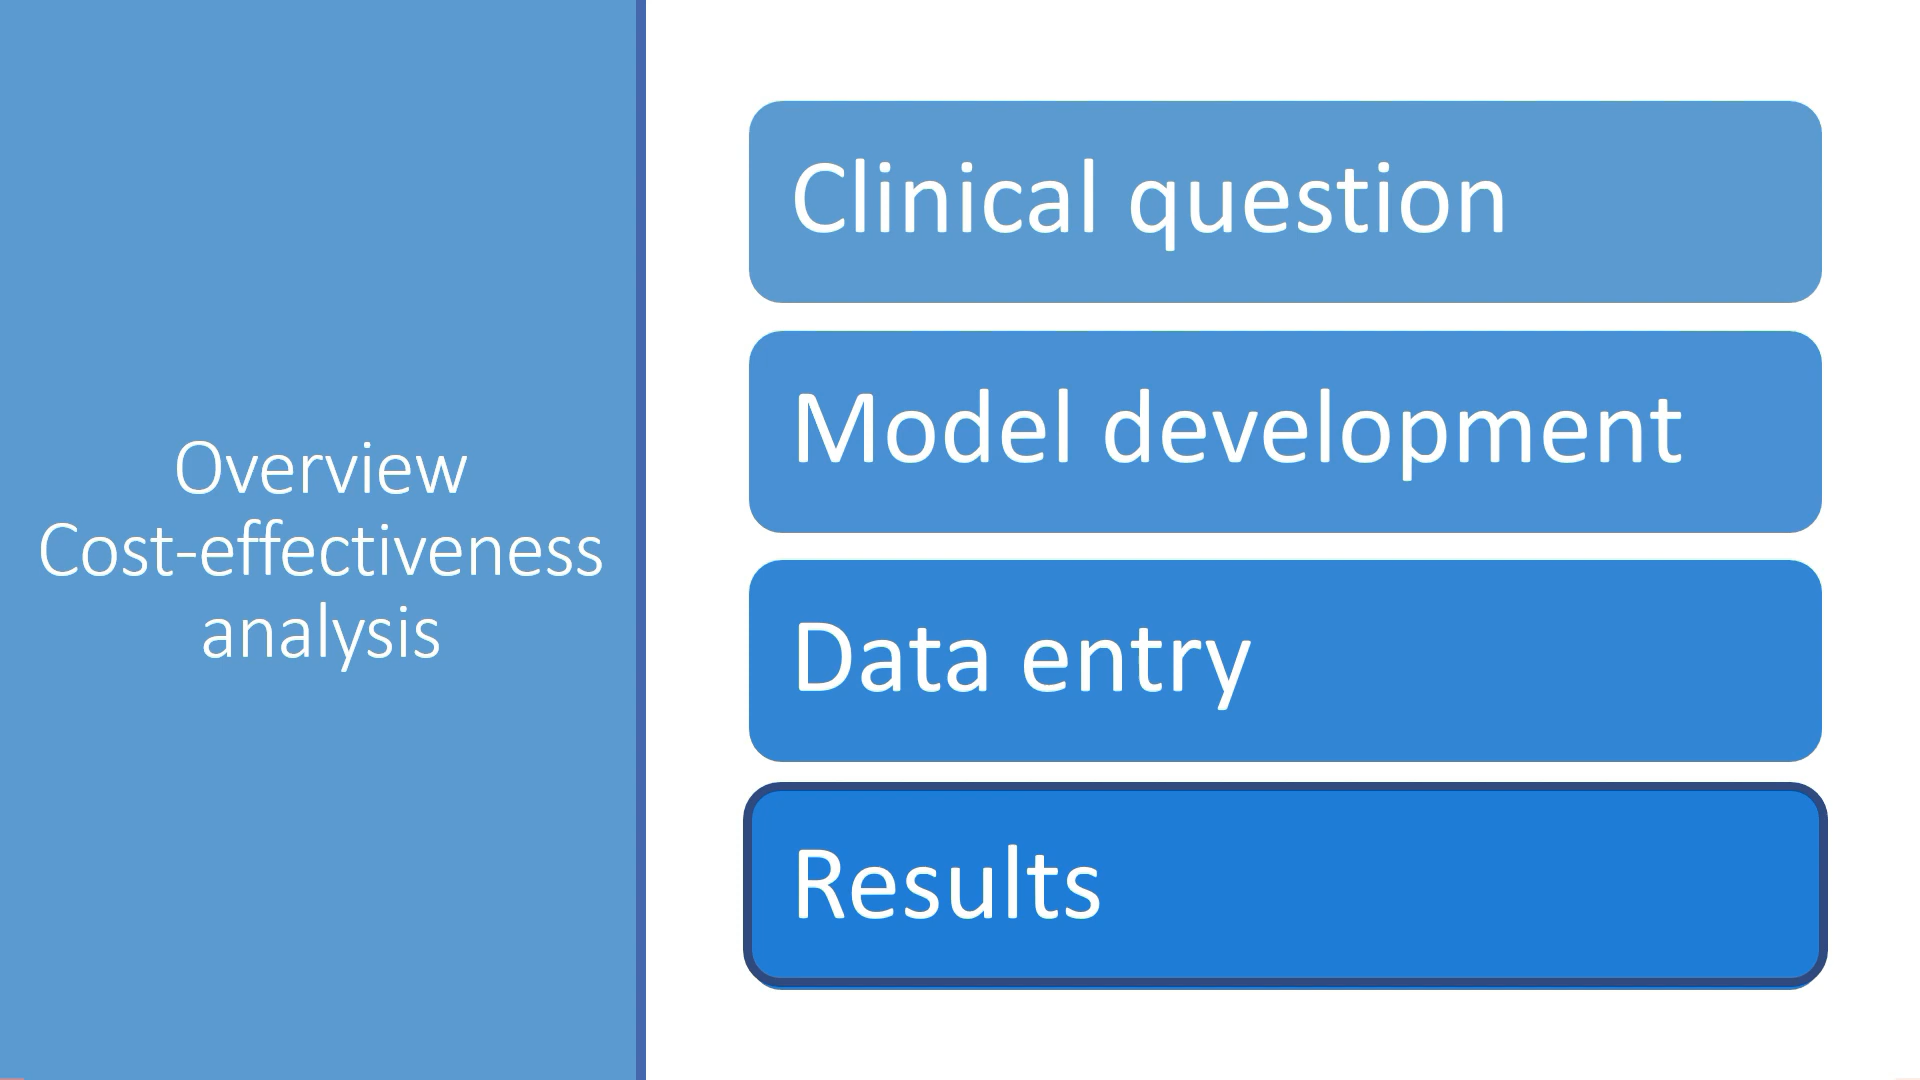 Overview
Cost-effectiveness
analysis
Clinical question
Model development
Data entry
Results